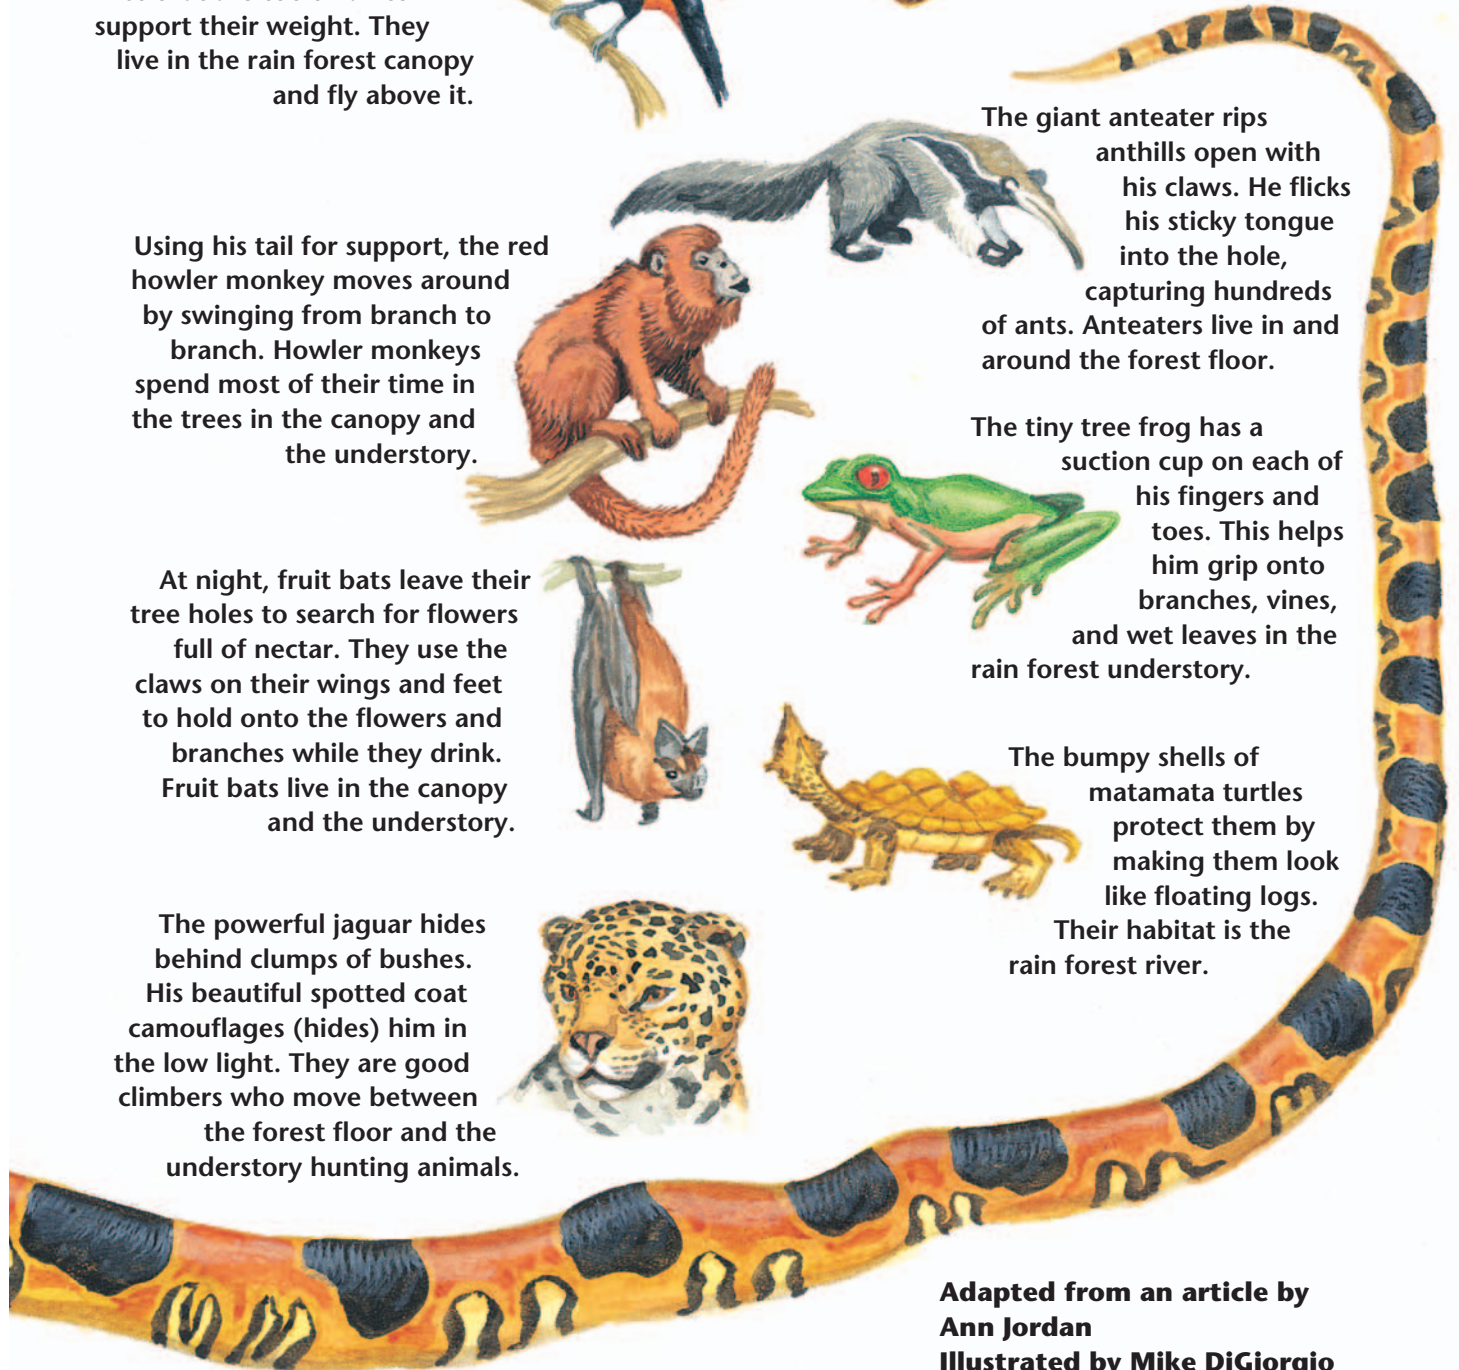 support their weight. They
live in the rain forest canopy
and fly above it.
The giant anteater rips
anthills open with
his claws. He flicks
his sticky tongue
into the hole,
capturing hundreds
of ants. Anteaters live in and
around the forest floor.
Using his tail for support, the red
howler monkey moves around
by swinging from branch to
branch. Howler monkeys
spend most of their time in
the trees in the canopy and
the understory.
The tiny tree frog has a
suction cup on each of
his fingers and
toes. This helps
him grip onto
branches, vines,
and wet leaves in the
rain forest understory.
At night, fruit bats leave their
tree holes to search for flowers
full of nectar. They use the
claws on their wings and feet
to hold onto the flowers and
branches while they drink.
Fruit bats live in the canopy
and the understory.
The bumpy shells of
matamata turtles
protect them by
making them look
like floating logs.
Their habitat is the
rain forest river.
The powerful jaguar hides
behind clumps of bushes.
His beautiful spotted coat
camouflages (hides) him in
the low light. They are good
climbers who move between
the forest floor and the
understory hunting animals.
Adapted from an article by
Ann Jordan
Illustrated by Mike DiGiorgio